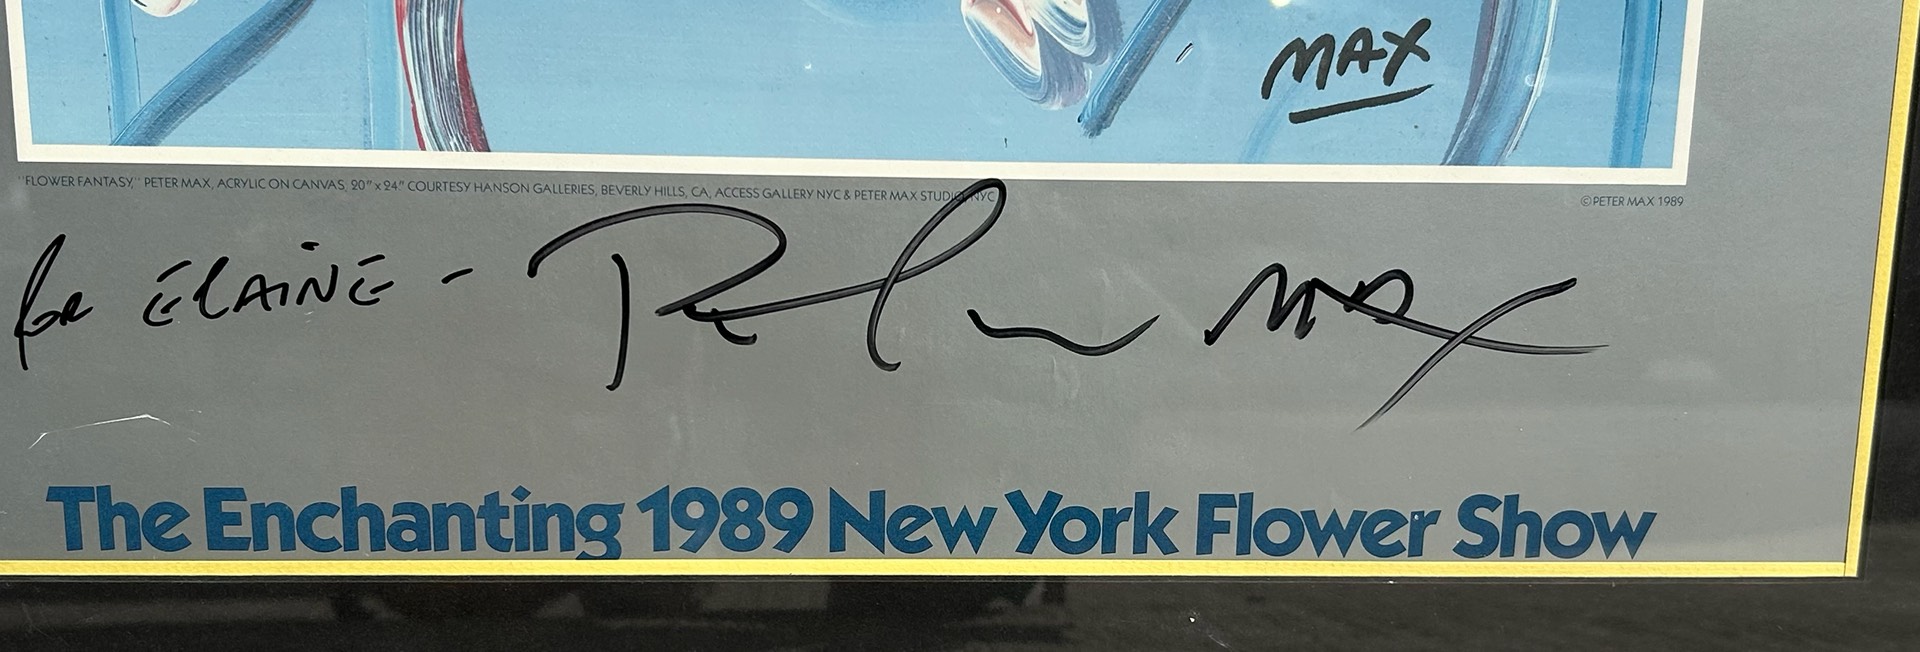 MAX
"FLOWER FANTASY," PETER MAX, ACRYLIC ON CANVAS, 20" x 24." COURTESY HANSON GALLERIES, BEVERLY HILLS, CA, ACCESS GALLERY NYC & PETER MAX STUDIO, NYC
© PETER MAX 1989
for ELAINE - Peter MAX
The Enchanting 1989 New York Flower Show